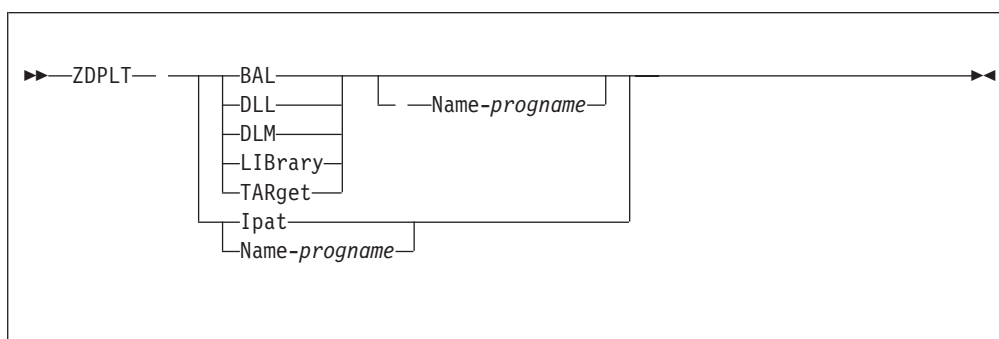 ZDPLT BAL
DLL Name-progname
DLM
LIBrary
TARget
Ipat
Name-progname